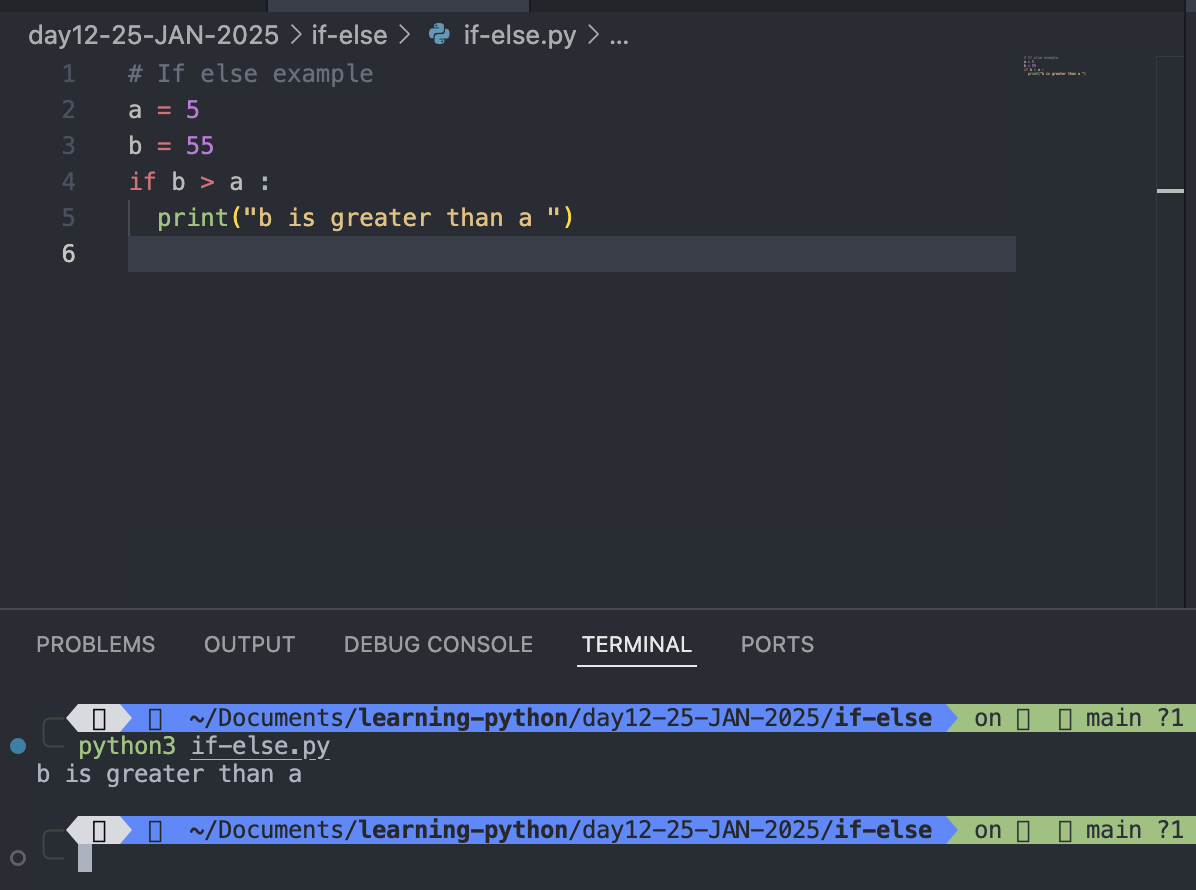 day12-25-JAN-2025 > if-else > if-else.py > ...
1 # If else example
2 a = 5
3 b = 55
4 if b > a :
5   print("b is greater than a ")
6
PROBLEMS OUTPUT DEBUG CONSOLE TERMINAL PORTS
~/Documents/learning-python/day12-25-JAN-2025/if-else on main ?1
python3 if-else.py
b is greater than a
~/Documents/learning-python/day12-25-JAN-2025/if-else on main ?1